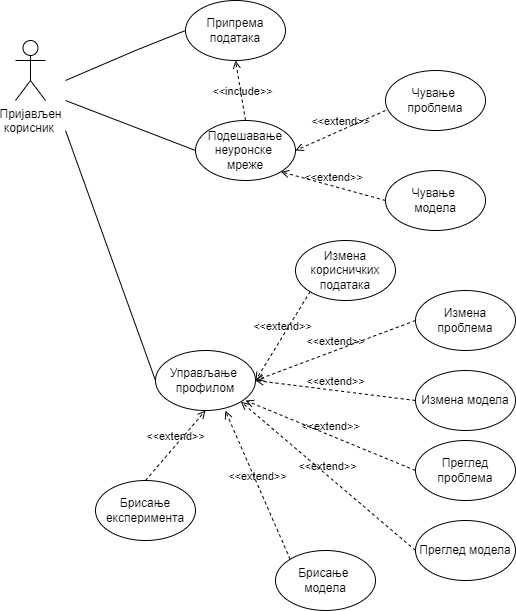 Припрема
података
Пријављен
корисник
<<include>>
Чување
проблема
<<extend>>
Подешавање
неуронске
мреже
<<extend>>
Чување
модела
Измена
корисничких
података
<<extend>>
Измена
проблема
<<extend>>
Управљање
профилом
<<extend>>
Измена модела
<<extend>>
<<extend>>
Преглед
проблема
<<extend>>
<<extend>>
Брисање
експеримента
Преглед модела
Брисање
модела